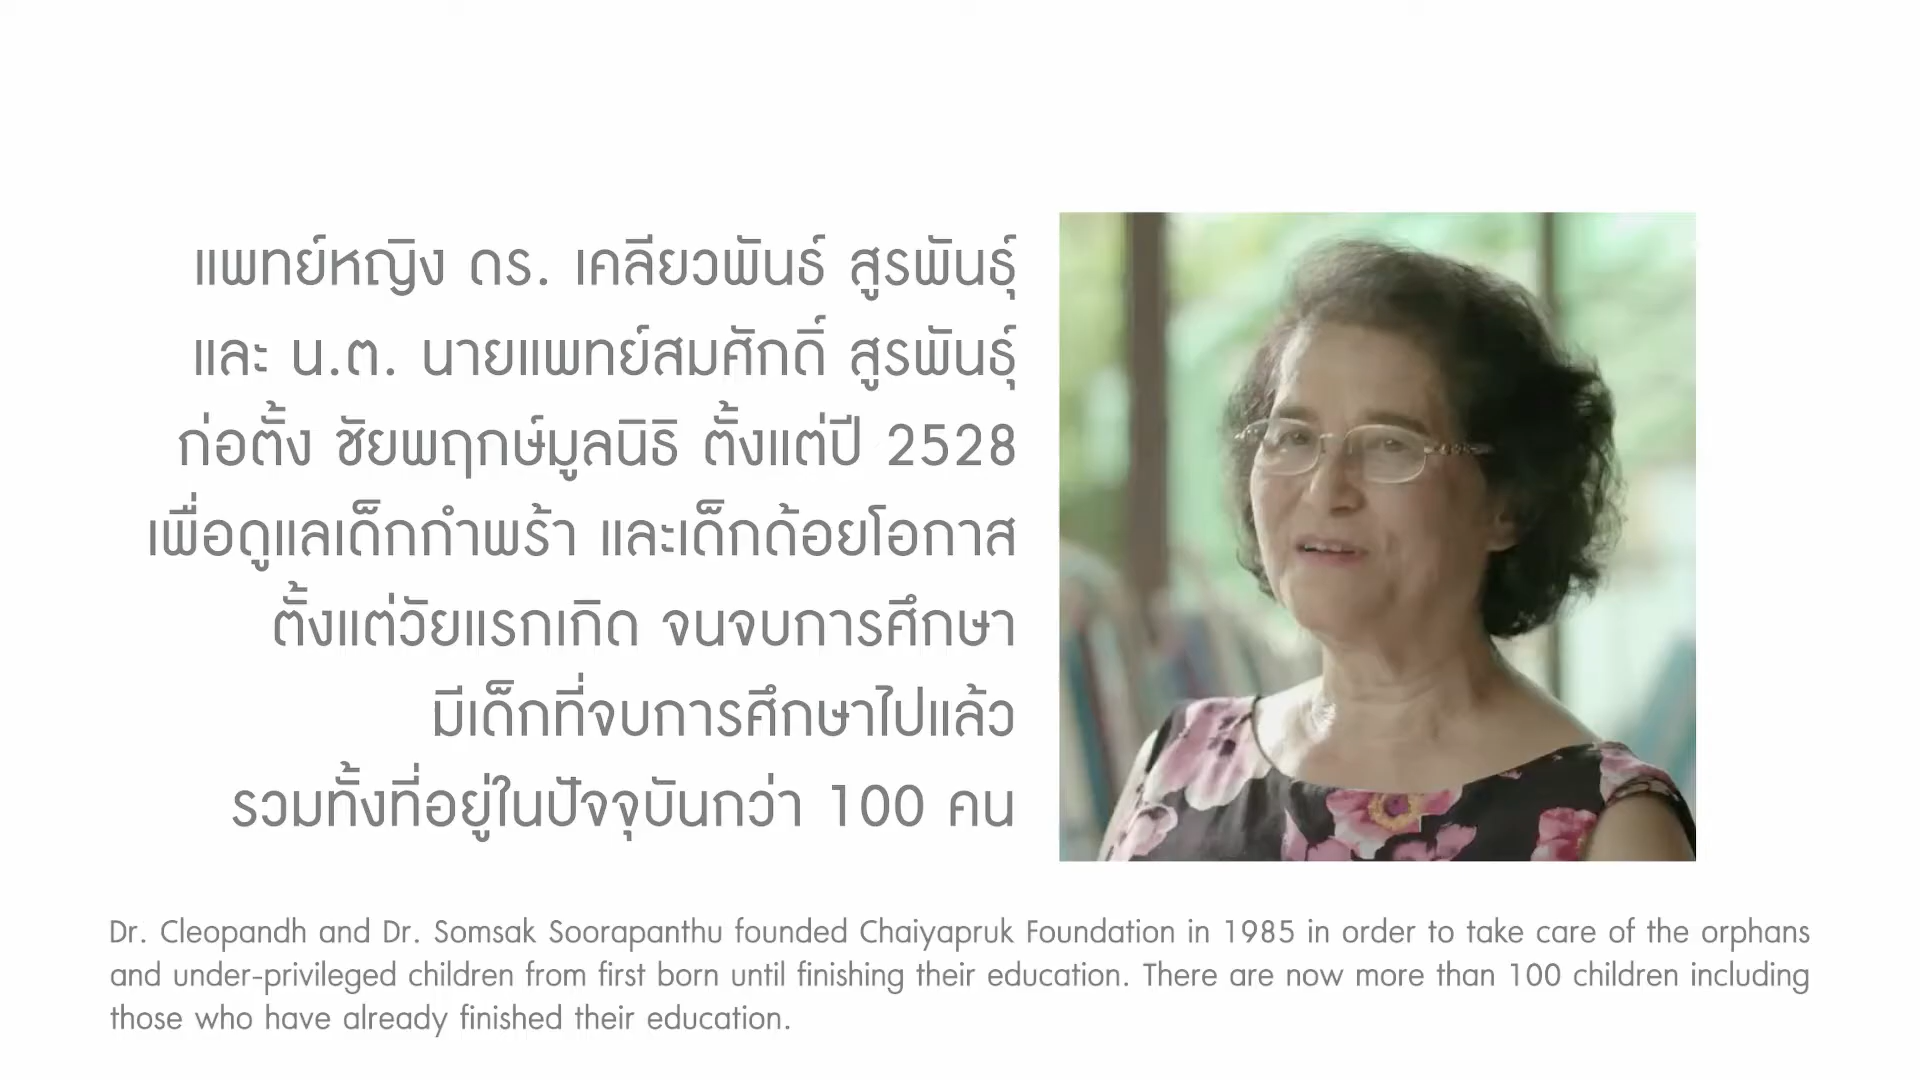 แพทย์หญิง ดร. เคลียวพันธ์ สูรพันธุ์
และ น.ต. นายแพทย์สมศักดิ์ สูรพันธุ์
ก่อตั้ง ชัยพฤกษ์มูลนิธิ ตั้งแต่ปี 2528
เพื่อดูแลเด็กกำพร้า และเด็กด้อยโอกาส
ตั้งแต่วัยแรกเกิด จนจบการศึกษา
มีเด็กที่จบการศึกษาไปแล้ว
รวมทั้งที่อยู่ในปัจจุบันกว่า 100 คน
Dr. Cleopandh and Dr. Somsak Soorapanthu founded Chaiyapruk Foundation in 1985 in order to take care of the orphans
and under-privileged children from first born until finishing their education. There are now more than 100 children including
those who have already finished their education.